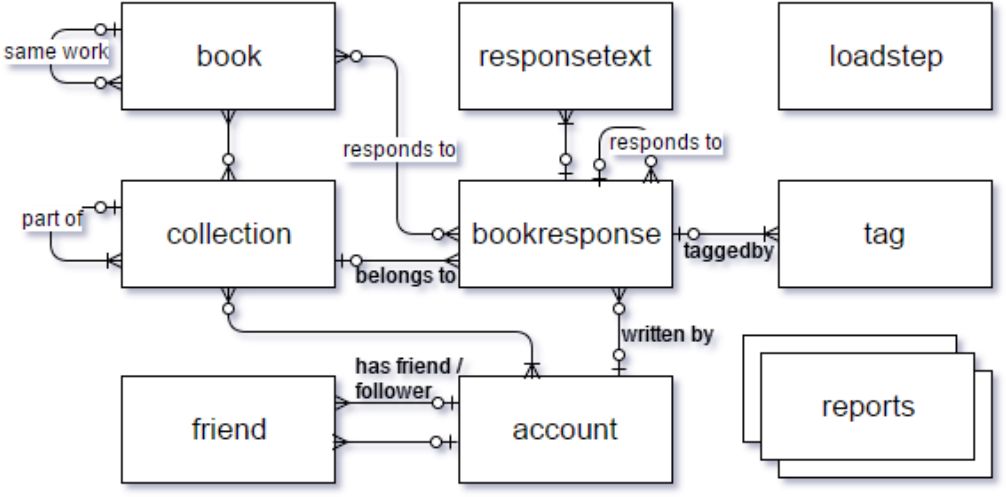 book
responsetext
loadstep
same work
responds to
responds to
part of
collection
bookresponse
tag
taggedby
belongs to
written by
has friend /
follower
friend
account
reports